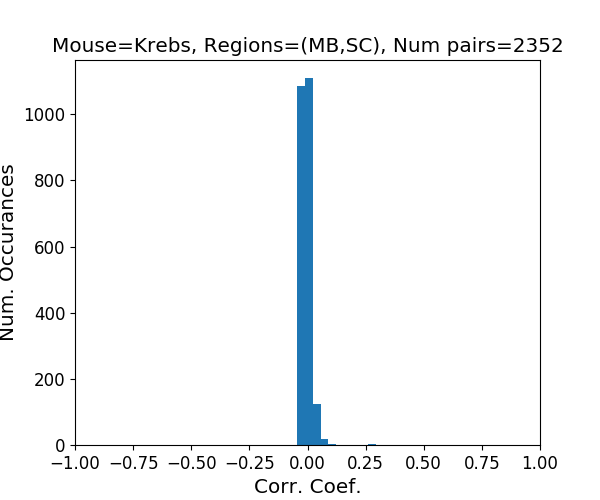 Mouse=Krebs, Regions=(MB,SC), Num pairs=2352
Num. Occurances
1000
800
600
400
200
0
−1.00 −0.75 −0.50 −0.25 0.00 0.25 0.50 0.75 1.00
Corr. Coef.